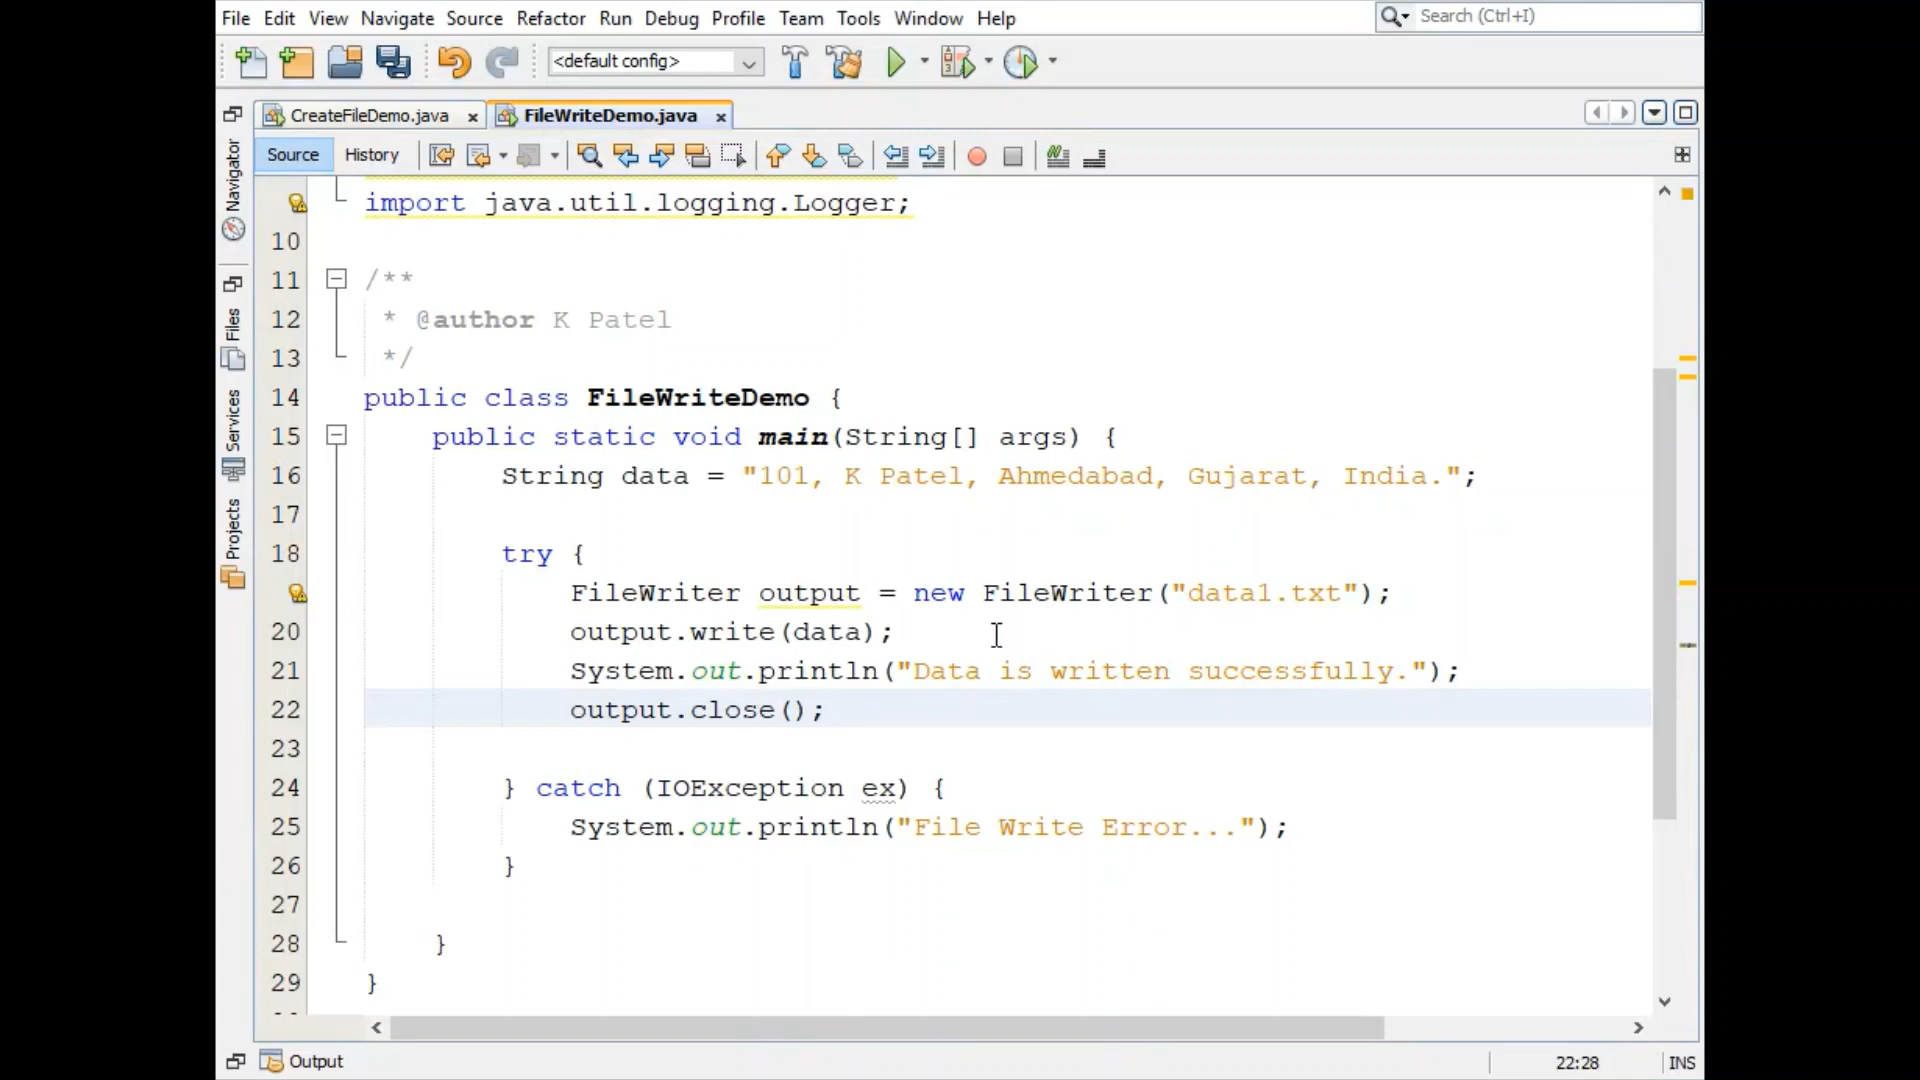 File Edit View Navigate Source Refactor Run Debug Profile Team Tools Window Help
Search (Ctrl+I)
<default config>
CreateFileDemo.java
FileWriteDemo.java
Source History
Navigator
Files
Services
Projects
import java.util.logging.Logger;
10
11 /**
12 * @author K Patel
13 */
14 public class FileWriteDemo {
15 public static void main(String[] args) {
16 String data = "101, K Patel, Ahmedabad, Gujarat, India.";
17
18 try {
FileWriter output = new FileWriter("data1.txt");
20 output.write(data);
21 System.out.println("Data is written successfully.");
22 output.close();
23
24 } catch (IOException ex) {
25 System.out.println("File Write Error...");
26 }
27
28 }
29 }
Output
22:28 INS